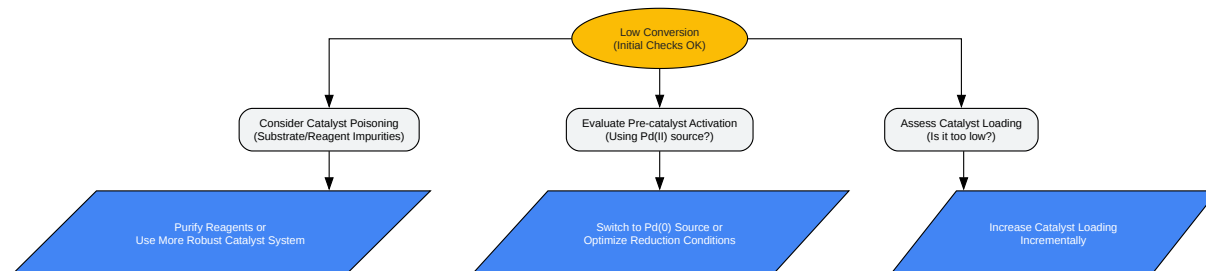 Low Conversion
(Initial Checks OK)
Consider Catalyst Poisoning
(Substrate/Reagent Impurities)
Evaluate Pre-catalyst Activation
(Using Pd(II) source?)
Assess Catalyst Loading
(Is it too low?)
Purify Reagents or
Use More Robust Catalyst System
Switch to Pd(0) Source or
Optimize Reduction Conditions
Increase Catalyst Loading
Incrementally